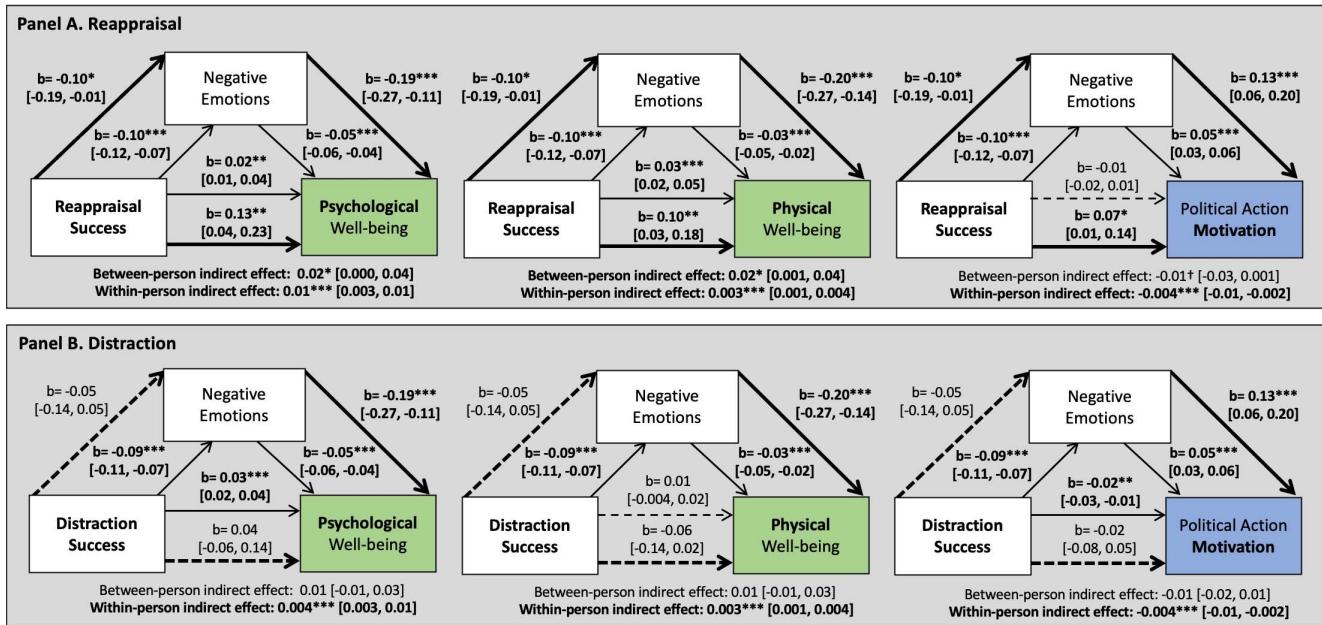 Panel A. Reappraisal
b= -0.10*
[-0.19, -0.01]
Negative
Emotions
b= -0.19***
[-0.27, -0.11]
b= -0.10***
[-0.12, -0.07]
b= -0.05***
[-0.06, -0.04]
b= 0.02**
[0.01, 0.04]
Reappraisal
Success
b= 0.13**
[0.04, 0.23]
Psychological
Well-being
Between-person indirect effect: 0.02* [0.000, 0.04]
Within-person indirect effect: 0.01*** [0.003, 0.01]
b= -0.10*
[-0.19, -0.01]
Negative
Emotions
b= -0.20***
[-0.27, -0.14]
b= -0.10***
[-0.12, -0.07]
b= -0.03***
[-0.05, -0.02]
b= 0.03***
[0.02, 0.05]
Reappraisal
Success
b= 0.10**
[0.03, 0.18]
Physical
Well-being
Between-person indirect effect: 0.02* [0.001, 0.04]
Within-person indirect effect: 0.003*** [0.001, 0.004]
b= -0.10*
[-0.19, -0.01]
Negative
Emotions
b= 0.13***
[0.06, 0.20]
b= -0.10***
[-0.12, -0.07]
b= 0.05***
[0.03, 0.06]
b= -0.01
[-0.02, 0.01]
Reappraisal
Success
b= 0.07*
[0.01, 0.14]
Political Action
Motivation
Between-person indirect effect: -0.01† [-0.03, 0.001]
Within-person indirect effect: -0.004*** [-0.01, -0.002]
Panel B. Distraction
b= -0.05
[-0.14, 0.05]
Negative
Emotions
b= -0.19***
[-0.27, -0.11]
b= -0.09***
[-0.11, -0.07]
b= -0.05***
[-0.06, -0.04]
b= 0.03***
[0.02, 0.04]
Distraction
Success
b= 0.04
[-0.06, 0.14]
Psychological
Well-being
Between-person indirect effect: 0.01 [-0.01, 0.03]
Within-person indirect effect: 0.004*** [0.003, 0.01]
b= -0.05
[-0.14, 0.05]
Negative
Emotions
b= -0.20***
[-0.27, -0.14]
b= -0.09***
[-0.11, -0.07]
b= -0.03***
[-0.05, -0.02]
b= 0.01
[-0.004, 0.02]
Distraction
Success
b= -0.06
[-0.14, 0.02]
Physical
Well-being
Between-person indirect effect: 0.01 [-0.01, 0.03]
Within-person indirect effect: 0.003*** [0.001, 0.004]
b= -0.05
[-0.14, 0.05]
Negative
Emotions
b= 0.13***
[0.06, 0.20]
b= -0.09***
[-0.11, -0.07]
b= 0.05***
[0.03, 0.06]
b= -0.02**
[-0.03, -0.01]
Distraction
Success
b= -0.02
[-0.08, 0.05]
Political Action
Motivation
Between-person indirect effect: -0.01 [-0.02, 0.01]
Within-person indirect effect: -0.004*** [-0.01, -0.002]